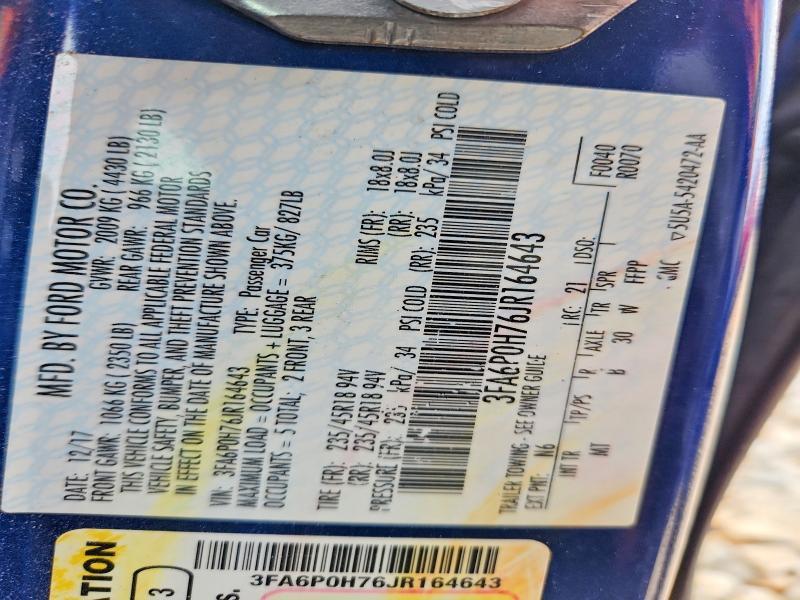 MFD. BY FORD MOTOR CO.
DATE: 12/17 GVWR: 2009 KG ( 4430 LB)
FRONT GAWR: 1066 KG ( 2350 LB) REAR GAWR: 966 KG ( 2130 LB)
THIS VEHICLE CONFORMS TO ALL APPLICABLE FEDERAL MOTOR
VEHICLE SAFETY, BUMPER, AND THEFT PREVENTION STANDARDS
IN EFFECT ON THE DATE OF MANUFACTURE SHOWN ABOVE.
VIN: 3FA6P0H76JR164643 TYPE: Passenger Car
MAXIMUM LOAD = OCCUPANTS + LUGGAGE = 375KG/ 827LB
OCCUPANTS = 5 TOTAL; 2 FRONT, 3 REAR
TIRE (FR): 235/45R18 94V RIMS (FR): 18x8.0J
(RR): 235/45R18 94V (RR): 18x8.0J
PRESSURE (FR): 235 kPa/ 34 PSI COLD (RR): 235 kPa/ 34 PSI COLD
3FA6P0H76JR164643
TRAILER TOWING - SEE OWNER GUIDE
EXT PNT: N6 RC: 21 DSO: F0040
R0070
INT TR TP/PS R AXLE TR SPR
MT B 30 W FFPP
5U5A-5420472-AA
ATION
3
S.
3FA6P0H76JR164643